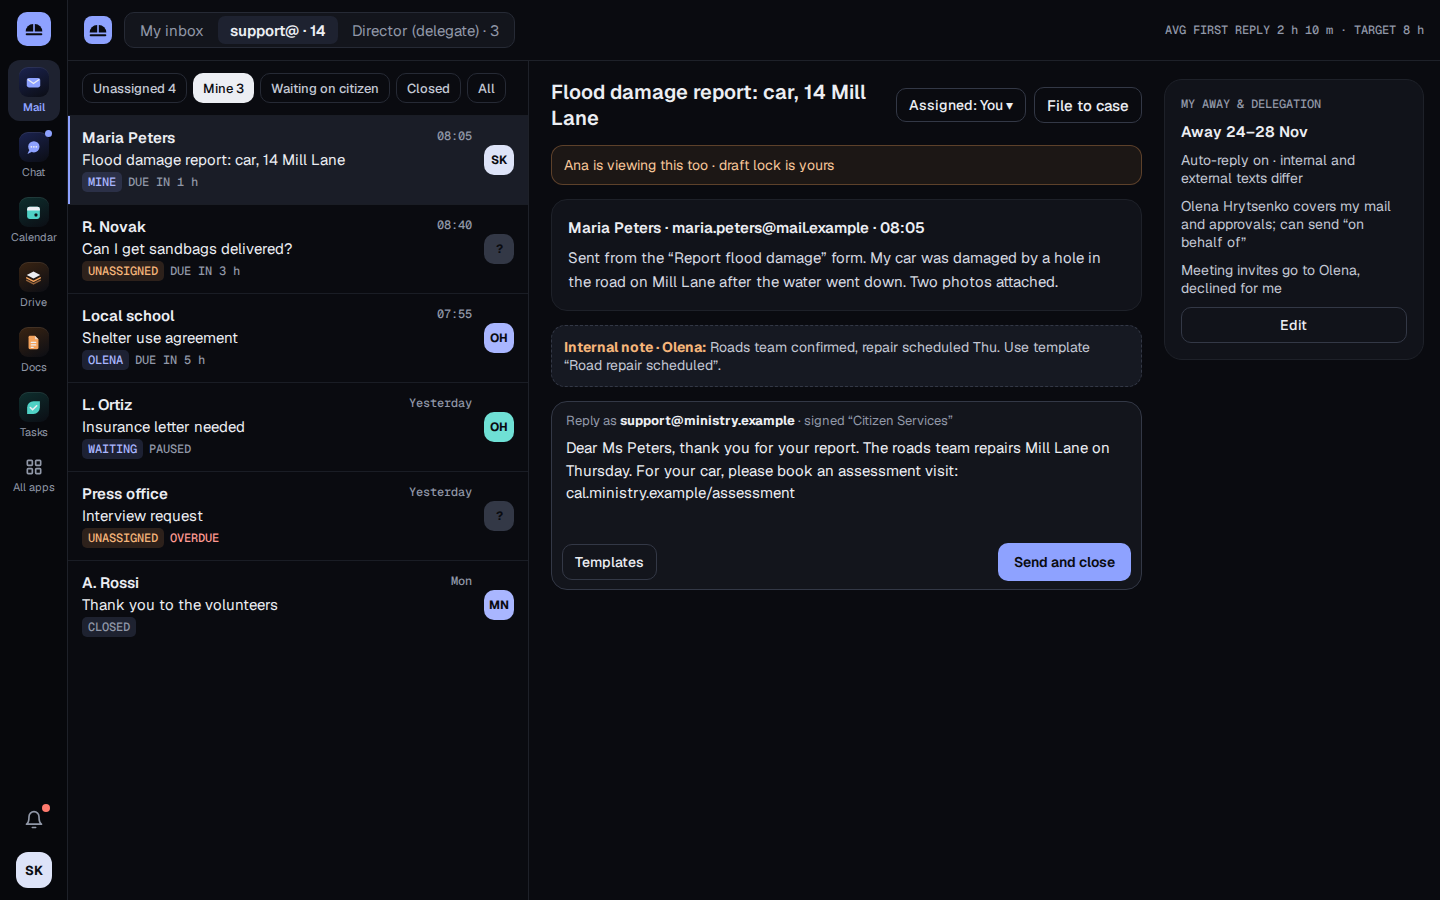 Mail
Chat
Calendar
Drive
Docs
Tasks
All apps
SK
My inbox
support@ · 14
Director (delegate) · 3
AVG FIRST REPLY 2 h 10 m · TARGET 8 h
Unassigned 4
Mine 3
Waiting on citizen
Closed
All
Maria Peters
08:05
Flood damage report: car, 14 Mill Lane
MINE DUE IN 1 h
SK
R. Novak
08:40
Can I get sandbags delivered?
UNASSIGNED DUE IN 3 h
?
Local school
07:55
Shelter use agreement
OLENA DUE IN 5 h
OH
L. Ortiz
Yesterday
Insurance letter needed
WAITING PAUSED
OH
Press office
Yesterday
Interview request
UNASSIGNED OVERDUE
?
A. Rossi
Mon
Thank you to the volunteers
CLOSED
MN
Flood damage report: car, 14 Mill
Lane
Assigned: You ▾
File to case
Ana is viewing this too · draft lock is yours
Maria Peters · maria.peters@mail.example · 08:05
Sent from the “Report flood damage” form. My car was damaged by a hole in
the road on Mill Lane after the water went down. Two photos attached.
Internal note · Olena: Roads team confirmed, repair scheduled Thu. Use template
“Road repair scheduled”.
Reply as support@ministry.example · signed “Citizen Services”
Dear Ms Peters, thank you for your report. The roads team repairs Mill Lane on
Thursday. For your car, please book an assessment visit:
cal.ministry.example/assessment
Templates
Send and close
MY AWAY & DELEGATION
Away 24–28 Nov
Auto-reply on · internal and
external texts differ
Olena Hrytsenko covers my mail
and approvals; can send “on
behalf of”
Meeting invites go to Olena,
declined for me
Edit